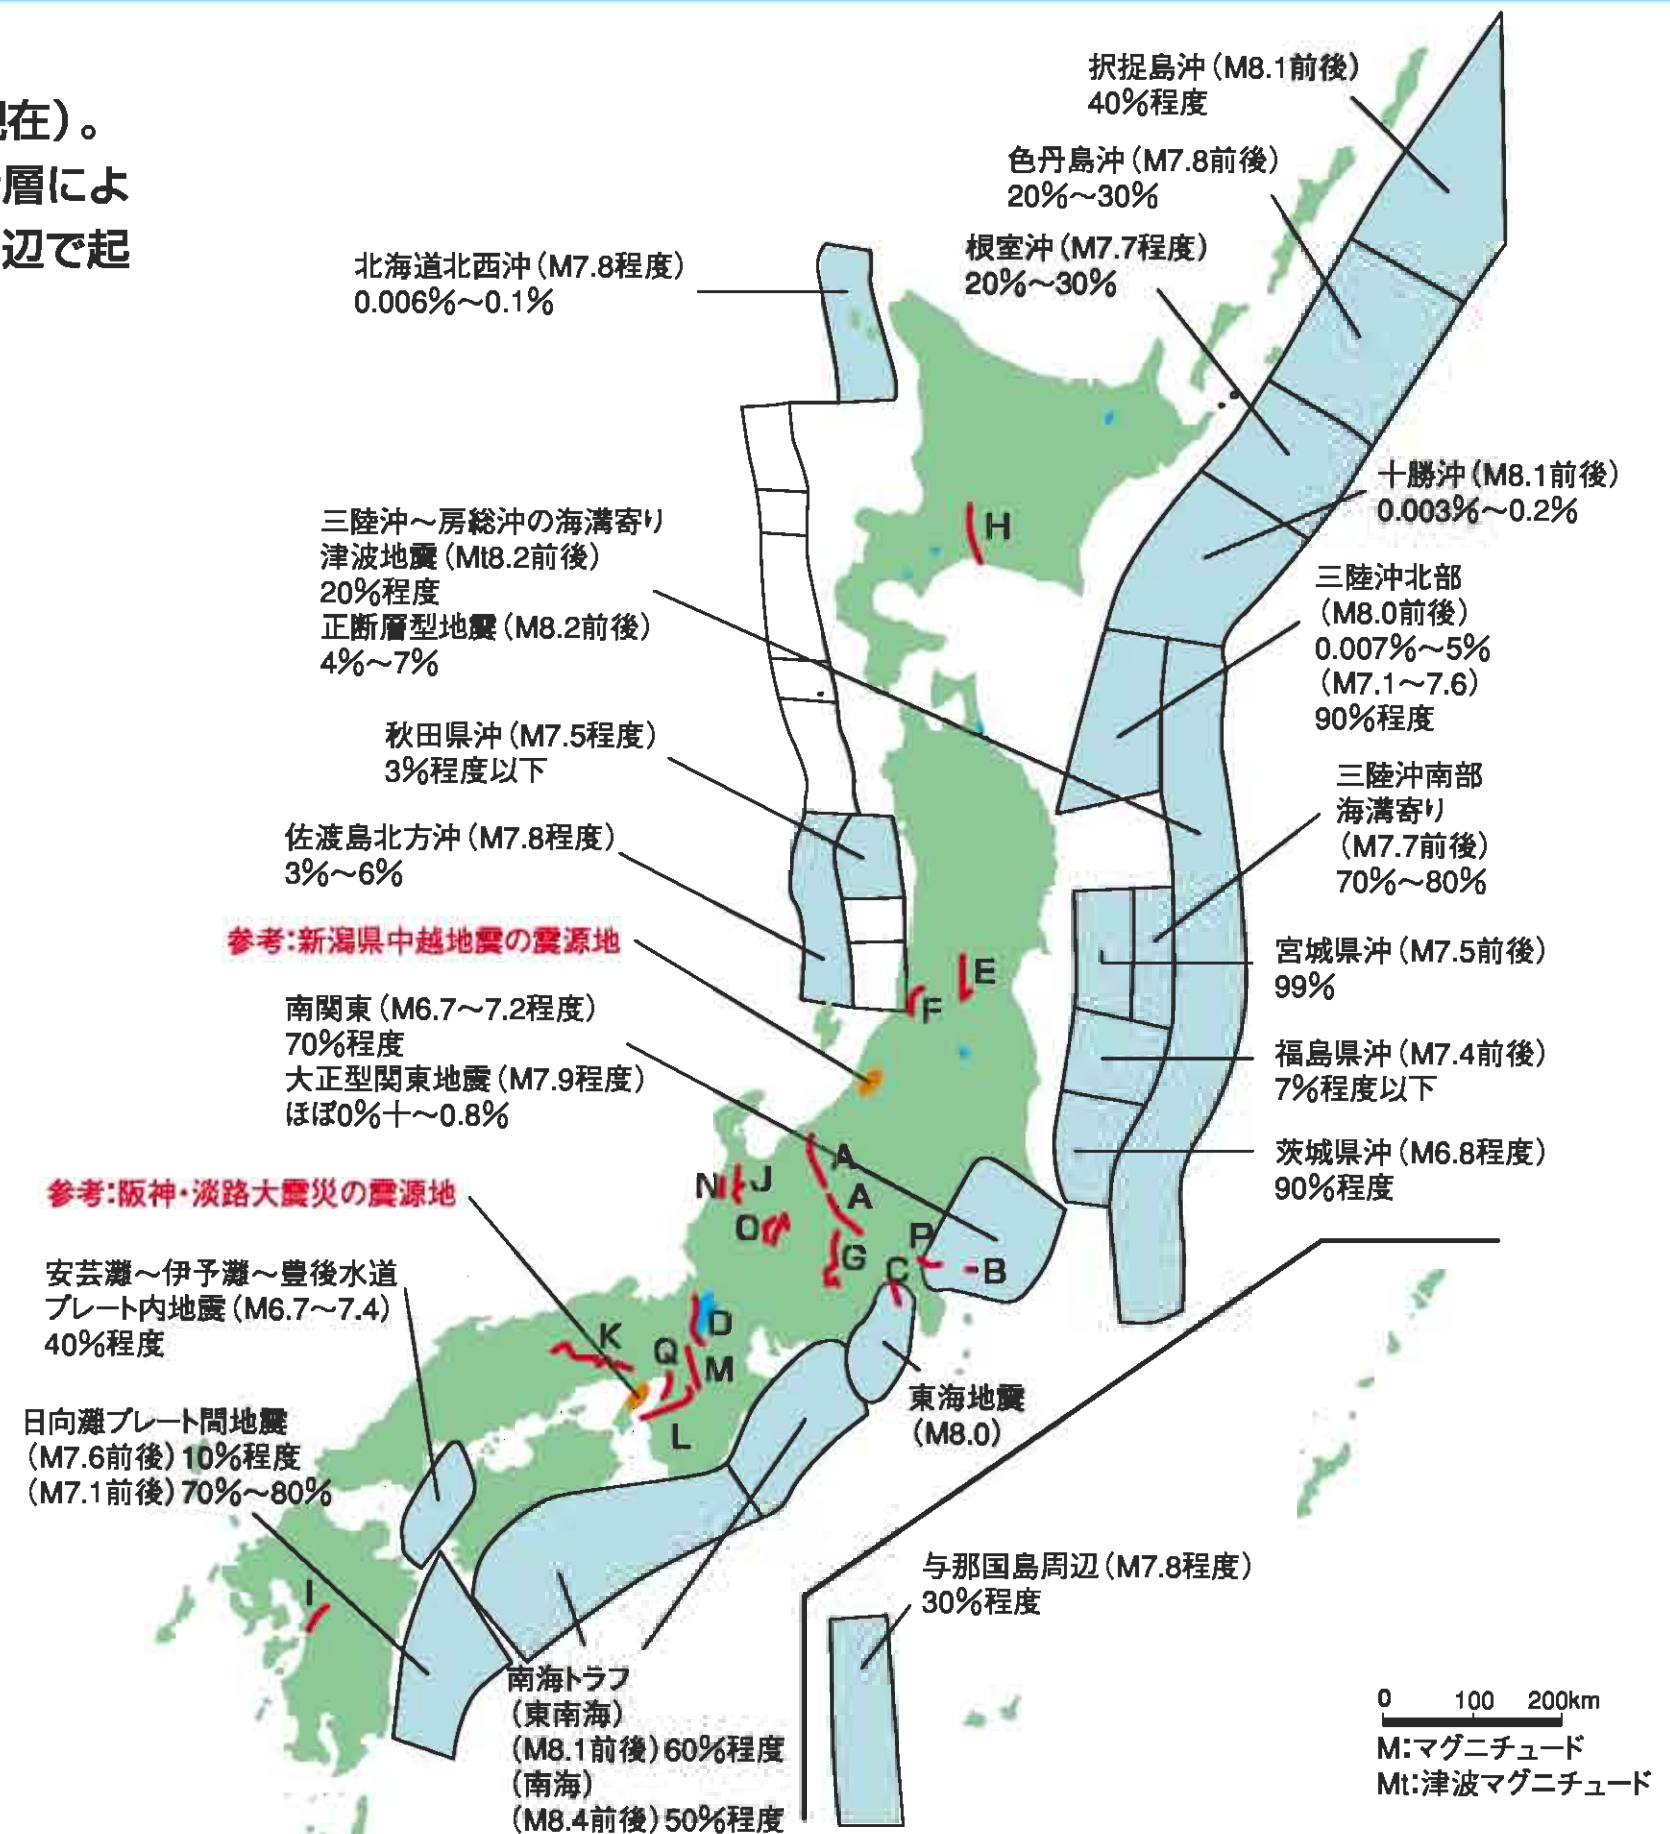 現在）。
層によ
辺で起
択捉島沖（M8.1前後）
40％程度
色丹島沖（M7.8前後）
20％～30％
根室沖（M7.7程度）
20％～30％
北海道北西沖（M7.8程度）
0.006％～0.1％
十勝沖（M8.1前後）
0.003％～0.2％
三陸沖～房総沖の海溝寄り
津波地震（Mt8.2前後）
20％程度
正断層型地震（M8.2前後）
4％～7％
三陸沖北部
（M8.0前後）
0.007％～5％
（M7.1～7.6）
90％程度
秋田県沖（M7.5程度）
3％程度以下
三陸沖南部
海溝寄り
（M7.7前後）
70％～80％
佐渡島北方沖（M7.8程度）
3％～6％
参考：新潟県中越地震の震源地
宮城県沖（M7.5前後）
99％
南関東（M6.7～7.2程度）
70％程度
大正型関東地震（M7.9程度）
ほぼ0％十～0.8％
福島県沖（M7.4前後）
7％程度以下
茨城県沖（M6.8程度）
90％程度
参考：阪神・淡路大震災の震源地
安芸灘～伊予灘～豊後水道
プレート内地震（M6.7～7.4）
40％程度
日向灘プレート間地震
（M7.6前後）10％程度
（M7.1前後）70％～80％
東海地震
（M8.0）
与那国島周辺（M7.8程度）
30％程度
南海トラフ
（東南海）
（M8.1前後）60％程度
（南海）
（M8.4前後）50％程度
H
E
F
A
A
N
J
O
G
P
C
B
D
K
Q
M
L
I
0 100 200km
M：マグニチュード
Mt：津波マグニチュード